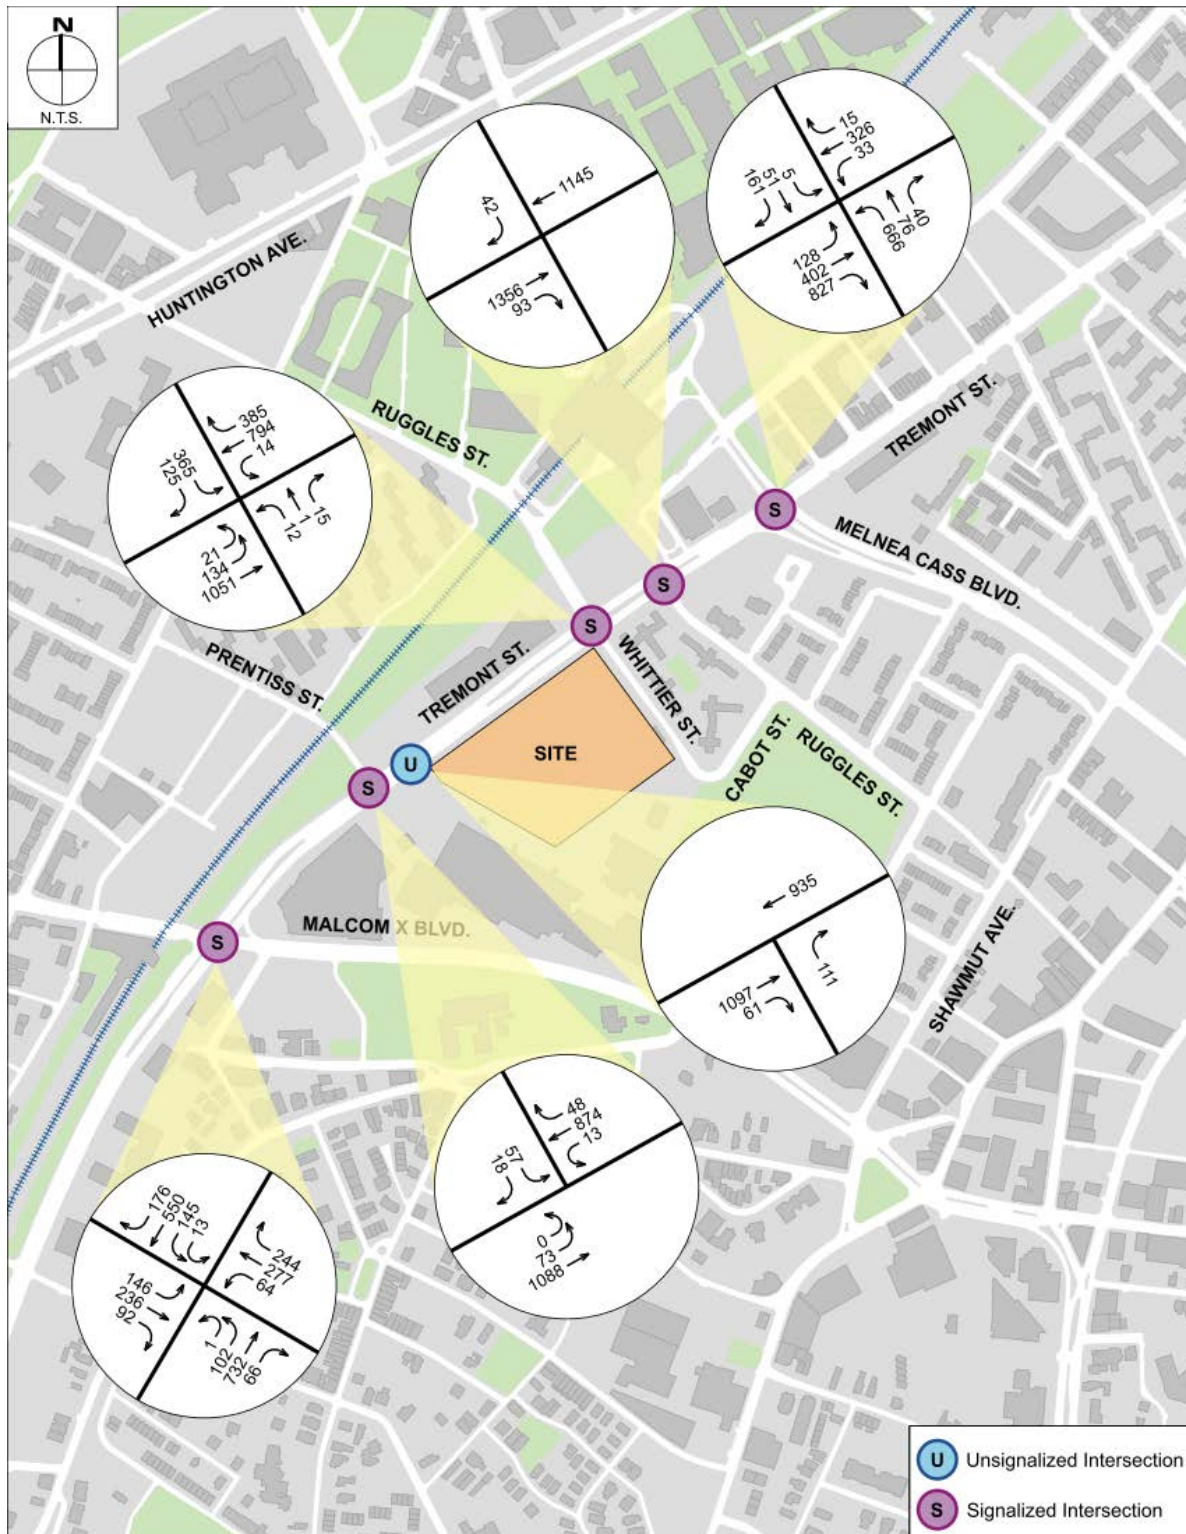 N
N.T.S.
HUNTINGTON AVE.
RUGGLES ST.
PRENTISS ST.
TREMONT ST.
TREMONT ST.
MELNEA CASS BLVD.
WHITTIER ST.
CABOT ST.
RUGGLES ST.
SHAWMUT AVE.
MALCOM X BLVD.
SITE
S
S
S
U
S
S
42
1145
1356
93
15
326
33
161
51
5
128
402
827
40
76
666
385
794
14
365
125
21
134
1051
15
1
12
935
1097
61
111
48
874
13
57
18
0
73
1088
176
550
145
13
244
277
64
146
236
92
1
102
732
66
U Unsignalized Intersection
S Signalized Intersection